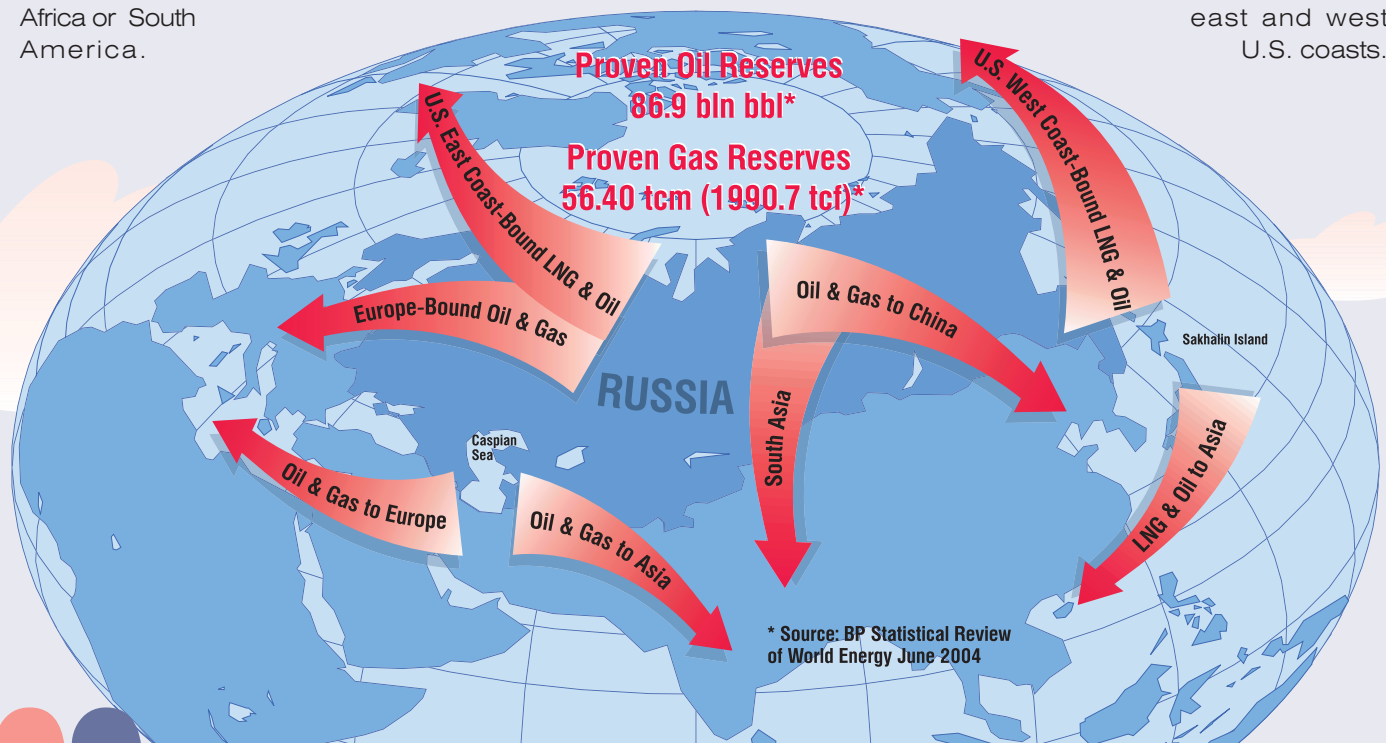 Africa or South
America.
east and west
U.S. coasts.
Proven Oil Reserves
86.9 bln bbl*
Proven Gas Reserves
56.40 tcm (1990.7 tcf)*
U.S. East Coast-Bound LNG & Oil
U.S. West Coast-Bound LNG & Oil
Europe-Bound Oil & Gas
Oil & Gas to China
Sakhalin Island
RUSSIA
South Asia
Caspian
Sea
Oil & Gas to Europe
Oil & Gas to Asia
LNG & Oil to Asia
* Source: BP Statistical Review
of World Energy June 2004